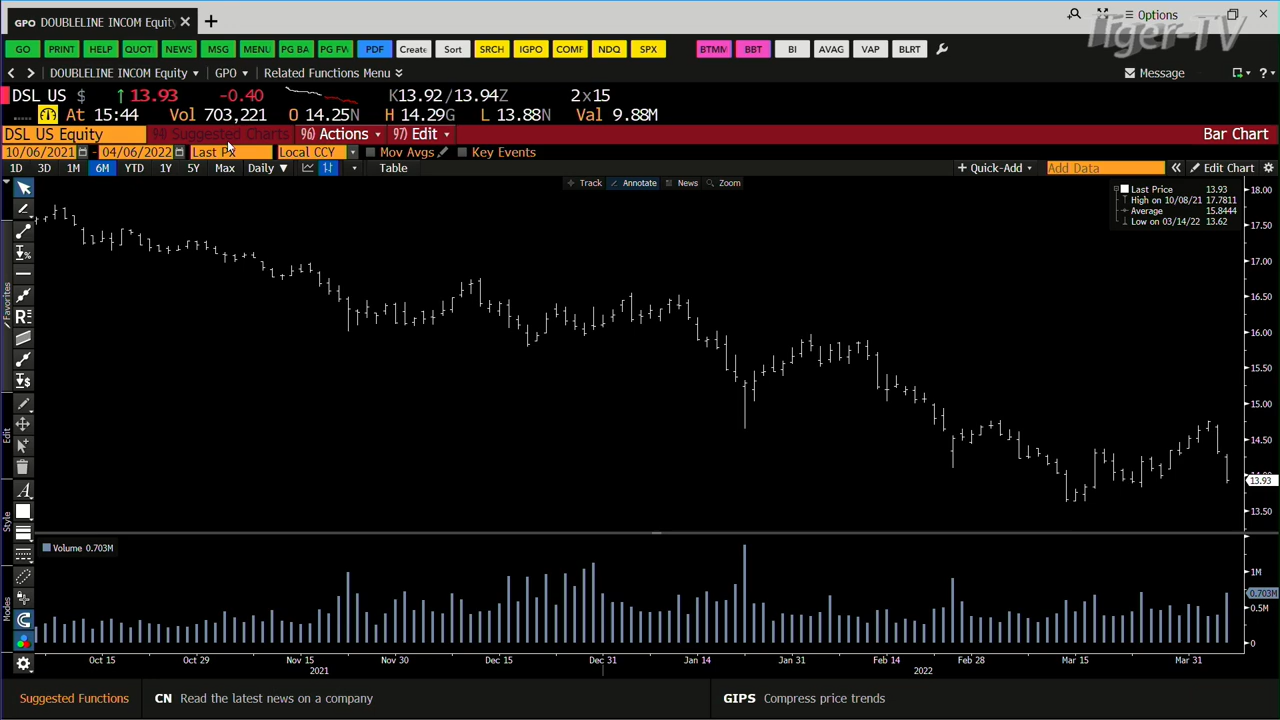 GPO DOUBLELINE INCOM Equity × +
Options ×
Tiger-TV
GO PRINT HELP QUOT NEWS MSG MENU PG BA PG FV PDF Create Sort SRCH IGPO COMF NDQ SPX BTMM BBT BI AVAG VAP BLRT
DOUBLELINE INCOM Equity GPO Related Functions Menu Message ?
DSL US $ ↑ 13.93 -0.40 K13.92/13.94Z 2x15
At 15:44 Vol 703,221 O 14.25N H 14.29G L 13.88N Val 9.88M
DSL US Equity 94) Suggested Charts 96) Actions 97) Edit Bar Chart
10/06/2021 - 04/06/2022 Last Px Local CCY Mov Avgs Key Events
1D 3D 1M 6M YTD 1Y 5Y Max Daily ▼ Table + Quick-Add Add Data « Edit Chart
Track Annotate News Zoom
Last Price 13.93
High on 10/08/21 17.7811
Average 15.8444
Low on 03/14/22 13.62
18.00
17.50
17.00
16.50
16.00
15.50
15.00
14.50
13.93
13.50
Favorites
Edit
Style
Modes
Volume 0.703M
1M
0.703M
0.5M
0
Oct 15 Oct 29 Nov 15 Nov 30 Dec 15 Dec 31 Jan 14 Jan 31 Feb 14 Feb 28 Mar 15 Mar 31
2021 2022
Suggested Functions CN Read the latest news on a company GIPS Compress price trends